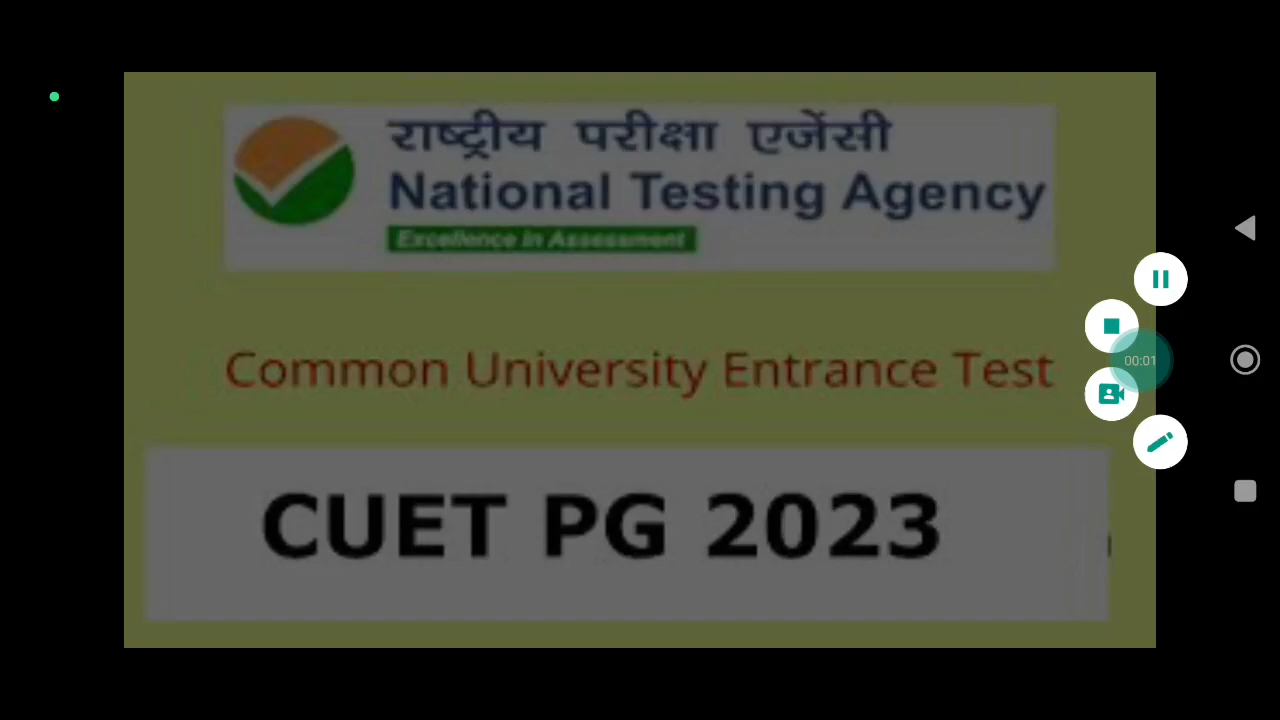 राष्ट्रीय परीक्षा एजेंसी
National Testing Agency
Excellence in Assessment
Common University Entrance Test
00:01
CUET PG 2023